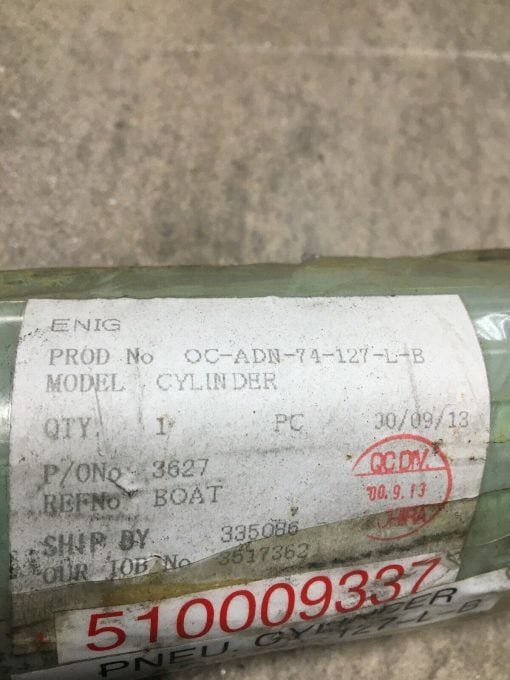 ENIG
PROD No OC-ADN-74-127-L-B
MODEL CYLINDER
QTY. 1 PC 00/09/13
P/ONo 3627
REFNo BOAT
QC DIV.
'00.9.13
SHIP BY 335086
OUR JOB No 3517362
510009337
PNEU. CYLINDER
127-L B